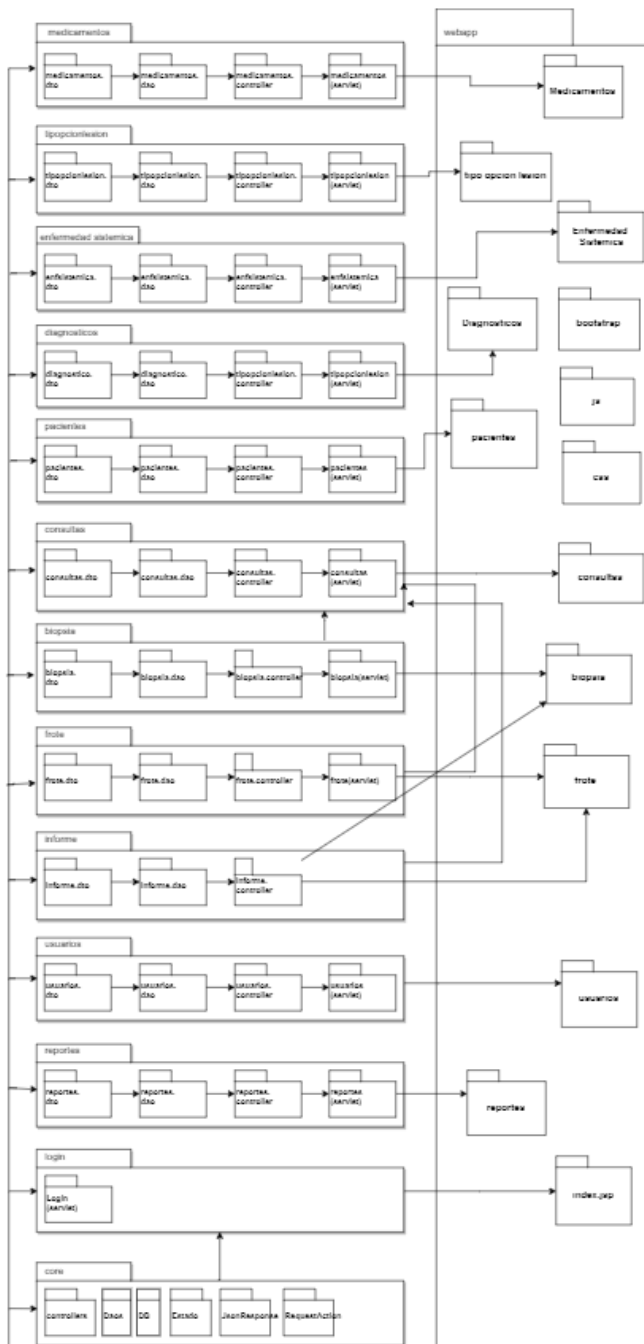 medicamentos
webapp
medicamentos.
dto
medicamentos.
dao
medicamentos.
controller
medicamentos
(servlet)
Medicamentos
tipopcionlesion
tipopcionlesion.
dto
tipopcionlesion.
dao
tipopcionlesion.
controller
tipopcionlesion
(servlet)
tipo opcion lesion
enfermedad sistemica
enfsistemica.
dto
enfsistemica.
dao
enfsistemica.
controller
enfsistemica
(servlet)
Enfermedad
Sistemica
diagnosticos
diagnostico.
dto
diagnostico.
dao
tipopcionlesion.
controller
tipopcionlesion
(servlet)
Diagnosticos
bootstrap
js
pacientes
pacientes.
dto
pacientes.
dao
pacientes.
controller
pacientes
(servlet)
pacientes
css
consultas
consultas.dto
consultas.dao
consultas.
controller
consultas
(servlet)
consultas
biopsia
biopsia.
dto
biopsia.dao
biopsia.controller
biopsia(servlet)
biopsia
frote
frote.dto
frote.dao
frote.controller
frote(servlet)
frote
informe
informe.dto
informe.dao
informe.
controller
usuarios
usuarios.
dto
usuarios.
dao
usuarios.
controller
usuarios
(servlet)
usuarios
reportes
reportes.
dto
reportes.
dao
reportes.
controller
reportes
(servlet)
reportes
login
Login
(servlet)
index.jsp
core
controllers
Daos
DB
Estado
JsonResponse
RequestAction